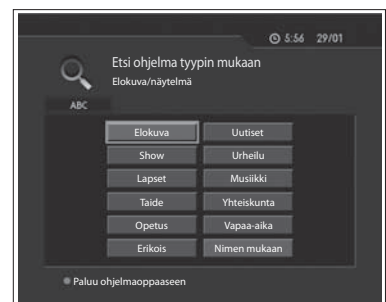 5:56 29/01
Etsi ohjelma tyypin mukaan
Elokuva/näytelmä
ABC
Elokuva Uutiset
Show Urheilu
Lapset Musiikki
Taide Yhteiskunta
Opetus Vapaa-aika
Erikois Nimen mukaan
Paluu ohjelmaoppaaseen